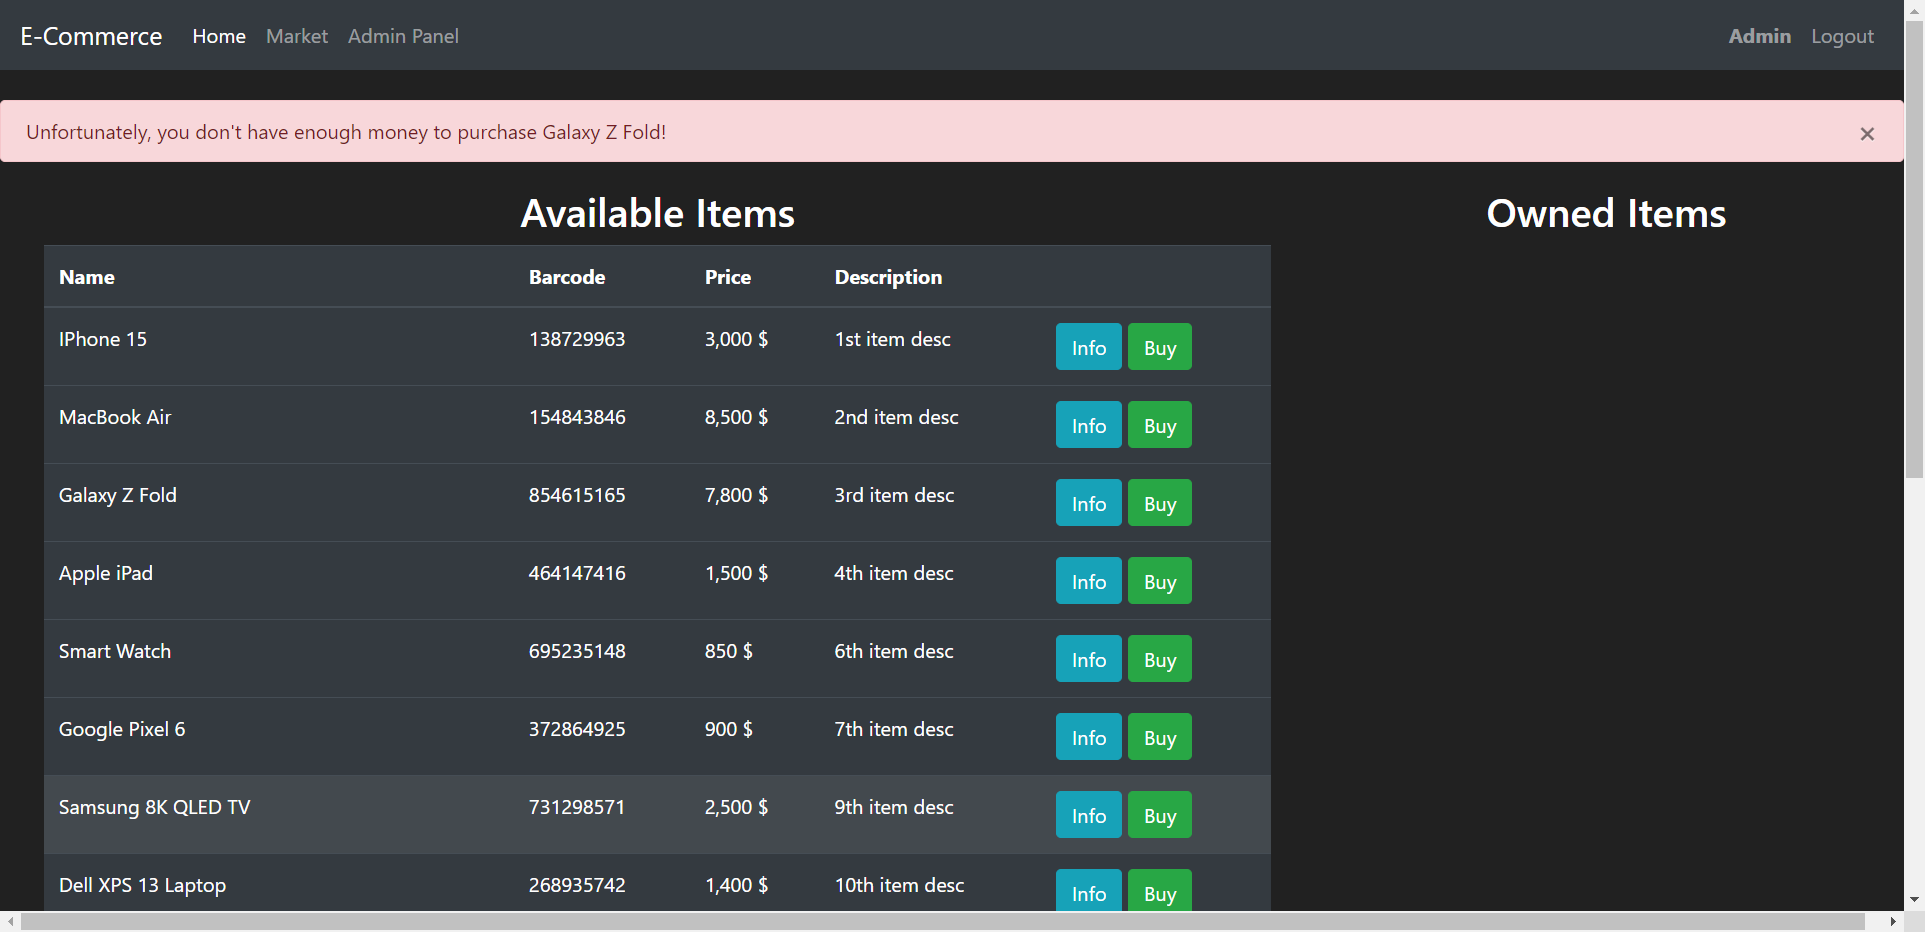 E-Commerce Home Market Admin Panel Admin Logout
Unfortunately, you don't have enough money to purchase Galaxy Z Fold! ×
Available Items
Name Barcode Price Description
IPhone 15 138729963 3,000 $ 1st item desc Info Buy
MacBook Air 154843846 8,500 $ 2nd item desc Info Buy
Galaxy Z Fold 854615165 7,800 $ 3rd item desc Info Buy
Apple iPad 464147416 1,500 $ 4th item desc Info Buy
Smart Watch 695235148 850 $ 6th item desc Info Buy
Google Pixel 6 372864925 900 $ 7th item desc Info Buy
Samsung 8K QLED TV 731298571 2,500 $ 9th item desc Info Buy
Dell XPS 13 Laptop 268935742 1,400 $ 10th item desc Info Buy
Owned Items